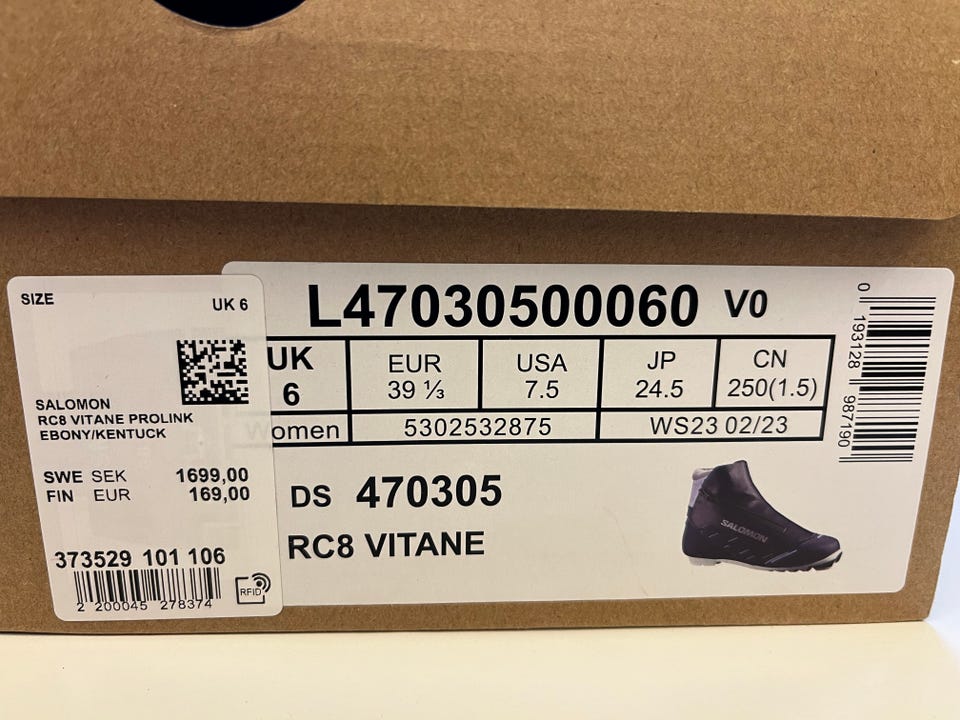 SIZE
UK 6
SALOMON
RC8 VITANE PROLINK
EBONY/KENTUCK
SWE SEK 1699,00
FIN EUR 169,00
373529 101 106
2 200045 278374
RFID
L47030500060 V0
UK EUR USA JP CN
6 39 ⅓ 7.5 24.5 250(1.5)
Women 5302532875 WS23 02/23
DS 470305
RC8 VITANE
SALOMON
0 193128 987190